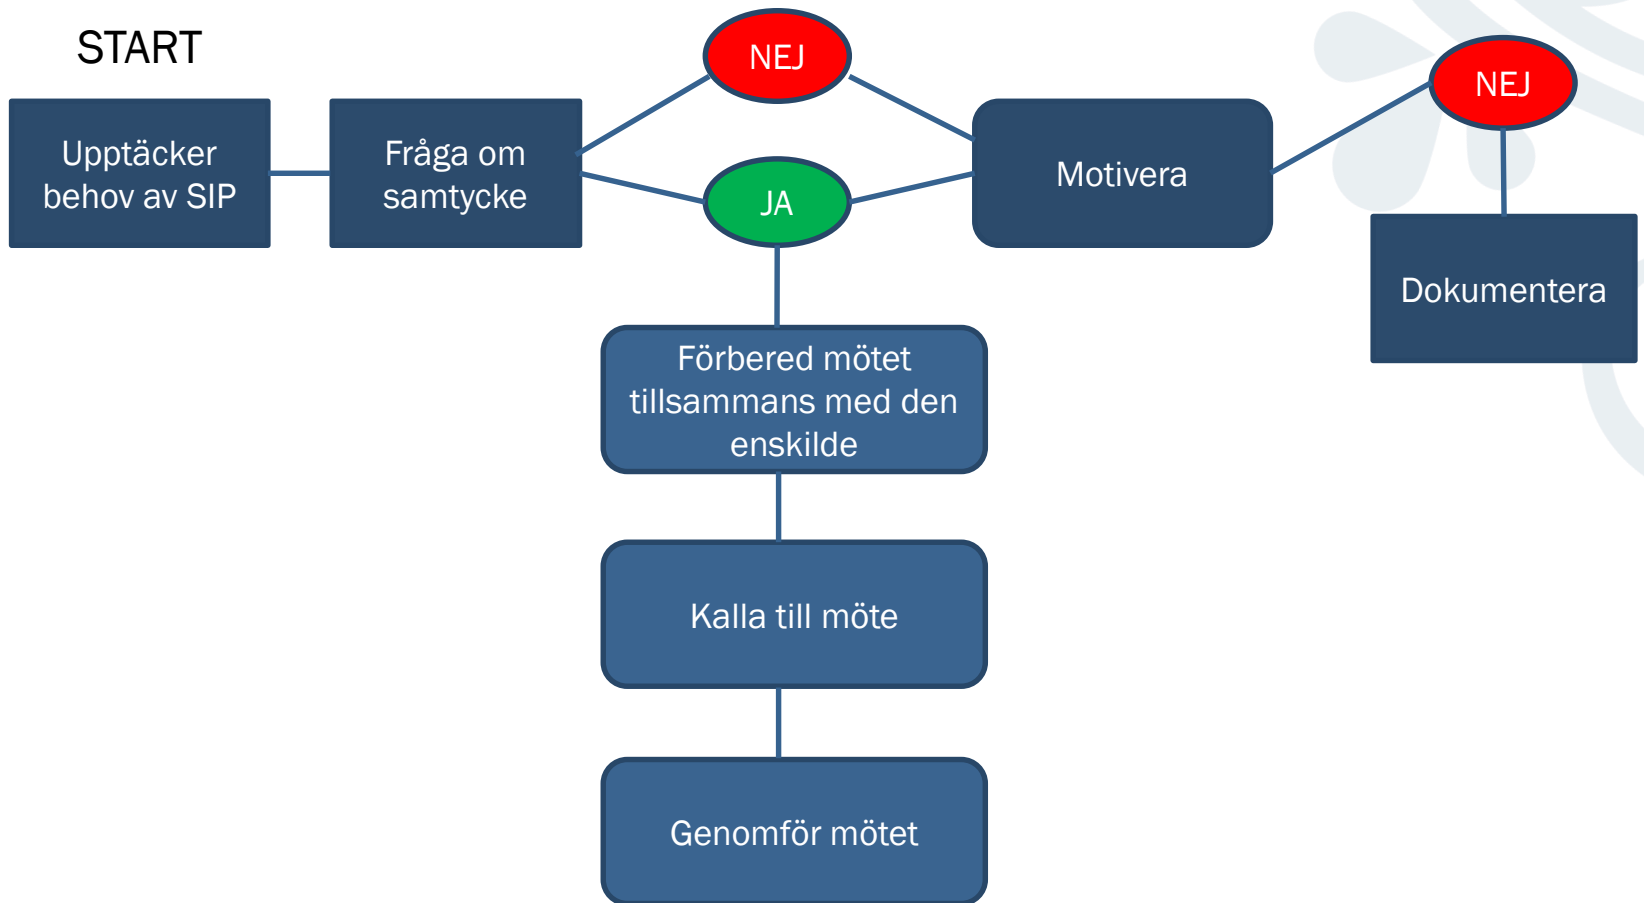 START
Upptäcker
behov av SIP
Fråga om
samtycke
NEJ
JA
Motivera
NEJ
Dokumentera
Förbered mötet
tillsammans med den
enskilde
Kalla till möte
Genomför mötet